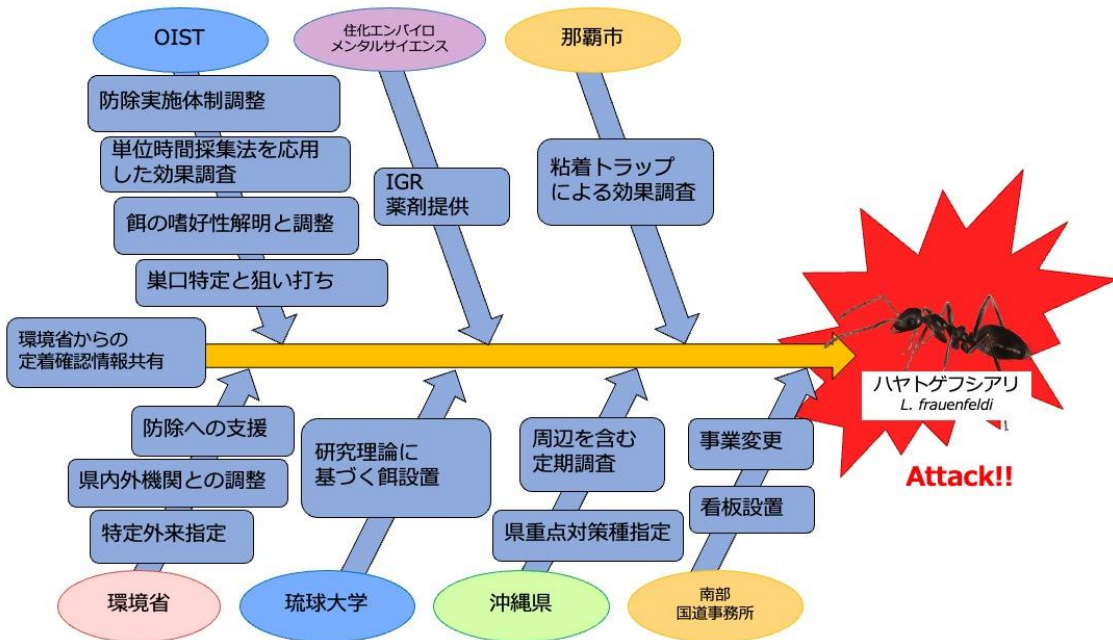 OIST
防除実施体制調整
単位時間採集法を応用
した効果調査
餌の嗜好性解明と調整
巣口特定と狙い打ち
住化エンバイロ
メンタルサイエンス
IGR
薬剤提供
那覇市
粘着トラップ
による効果調査
環境省からの
定着確認情報共有
ハヤトゲフシアリ
L. frauenfeldi
Attack!!
防除への支援
県内外機関との調整
特定外来指定
環境省
研究理論に
基づく餌設置
琉球大学
周辺を含む
定期調査
県重点対策種指定
沖縄県
事業変更
看板設置
南部
国道事務所